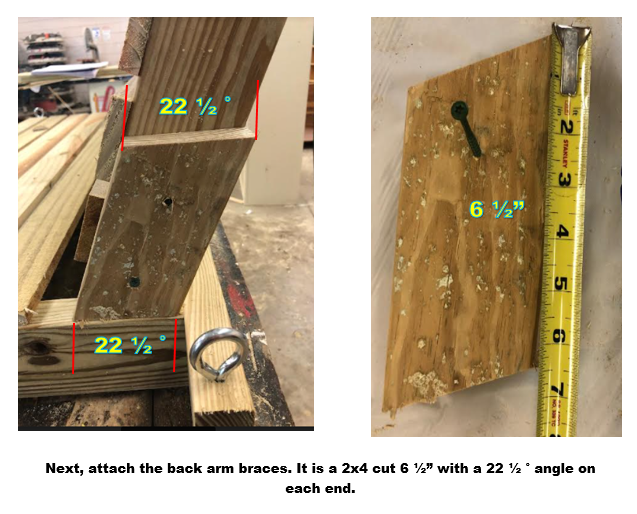 22 ½ ˚
22 ½ ˚
6 ½”
2
3
4
5
6
7
STANLEY
Next, attach the back arm braces. It is a 2x4 cut 6 ½” with a 22 ½ ˚ angle on
each end.